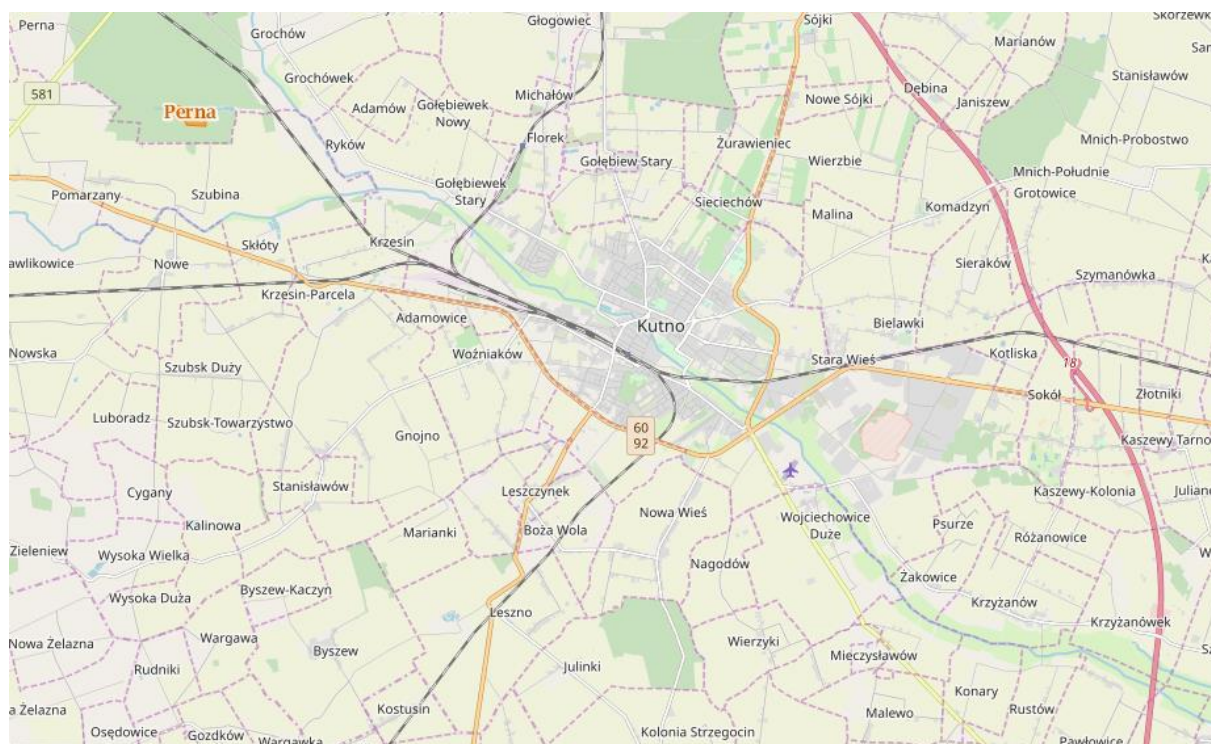 Perna
Grochów
Głogowiec
Sójki
Marianów
Grochówek
Stanisławów
581
Adamów
Gołębiewek
Nowy
Michałów
Nowe Sójki
Dębina
Janiszew
Perna
Ryków
Florek
Żurawieniec
Mnich-Probostwo
Gołębiew Stary
Wierzbie
Mnich-Południe
Pomarzany
Szubina
Gołębiewek
Stary
Sieciechów
Malina
Komadzyn
Grotowice
Skłóty
Krzesin
awlikowice
Nowe
Sieraków
Szymanówka
Krzesin-Parcela
Adamowice
Kutno
Bielawki
Nowska
Woźniaków
Stara Wieś
Kotliska
18
Szubsk Duży
Sokół
Złotniki
Luboradz
Szubsk-Towarzystwo
Gnojno
60
92
Kaszewy Tarno
Cygany
Stanisławów
Leszczynek
Kaszewy-Kolonia
Juliand
Kalinowa
Marianki
Boża Wola
Nowa Wieś
Wojciechowice
Duże
Psurze
Różanowice
Zieleniew
Wysoka Wielka
Nagodów
Żakowice
Wysoka Duża
Byszew-Kaczyn
Leszno
Krzyżanów
Krzyżanówek
Nowa Żelazna
Wargawa
Byszew
Wierzyki
Rudniki
Julinki
Mieczysławów
Konary
a Żelazna
Kostusin
Malewo
Rustów
Osędowice
Gozdków
Wargawka
Kolonia Strzegocin
Pawłowice